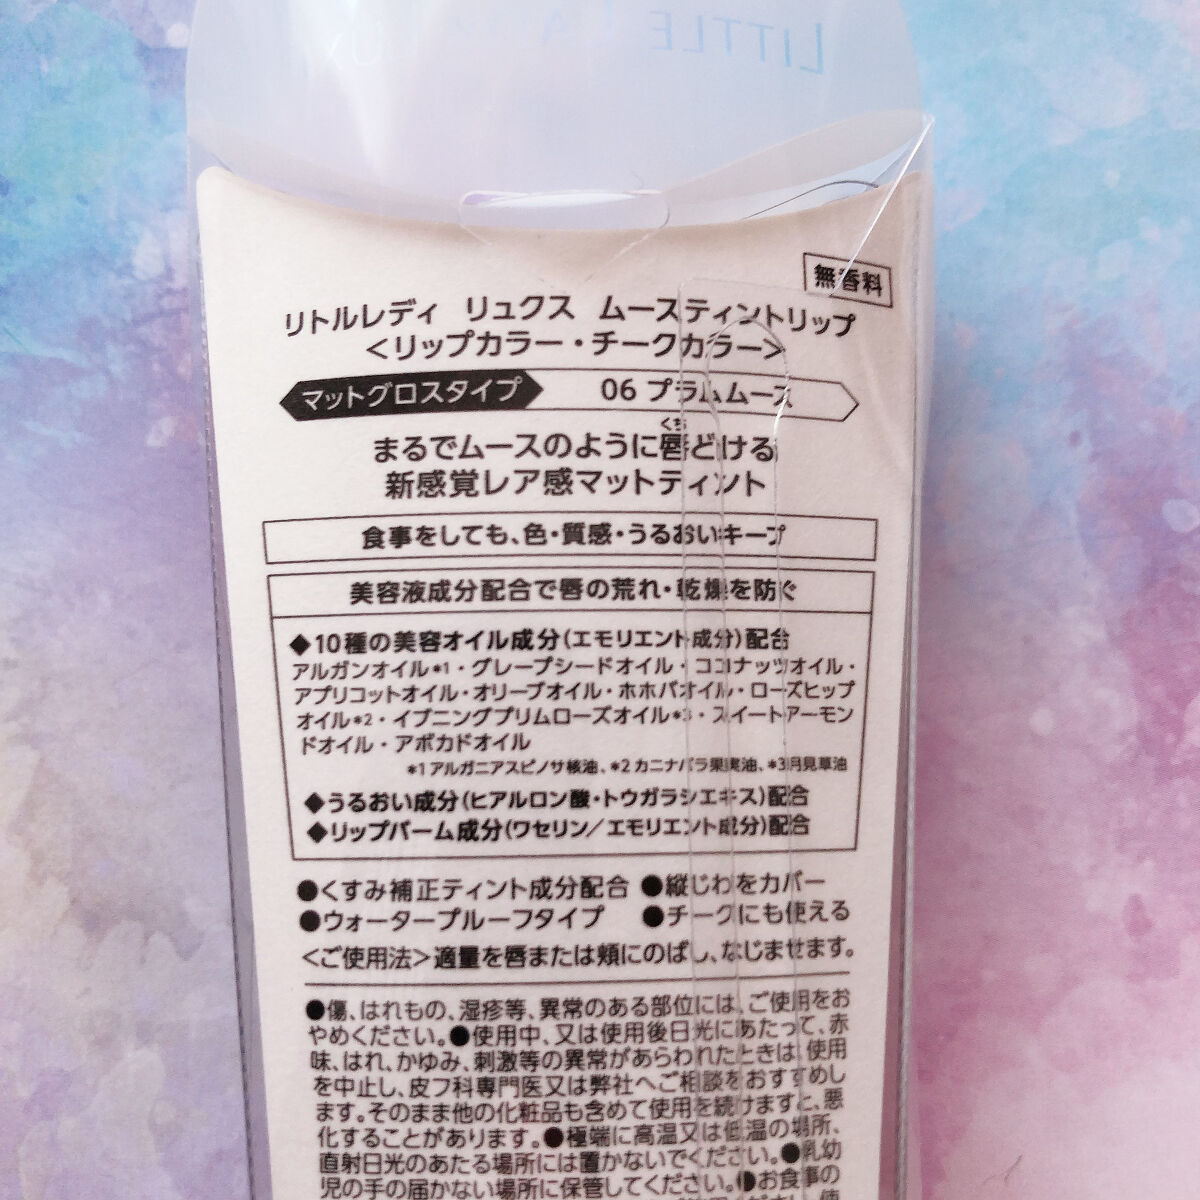 LITTLE
無香料
リトルレディ リュクス ムースティントリップ
<リップカラー・チークカラー>
マットグロスタイプ 06 プラムムース
くち
まるでムースのように唇どける
新感覚レア感マットティント
食事をしても、色・質感・うるおいキープ
美容液成分配合で唇の荒れ・乾燥を防ぐ
◆10種の美容オイル成分(エモリエント成分)配合
アルガンオイル*1・グレープシードオイル・ココナッツオイル・
アプリコットオイル・オリーブオイル・ホホバオイル・ローズヒップ
オイル*2・イブニングプリムローズオイル*3・スイートアーモン
ドオイル・アボカドオイル
*1アルガニアスピノサ核油、*2カニナバラ果実油、*3月見草油
◆うるおい成分(ヒアルロン酸・トウガラシエキス)配合
◆リップバーム成分(ワセリン/エモリエント成分)配合
●くすみ補正ティント成分配合 ●縦じわをカバー
●ウォータープルーフタイプ ●チークにも使える
<ご使用法>適量を唇または頬にのばし、なじませます。
●傷、はれもの、湿疹等、異常のある部位には、ご使用をお
やめください。●使用中、又は使用後日光にあたって、赤
味、はれ、かゆみ、刺激等の異常があらわれたときは、使用
を中止し、皮フ科専門医又は弊社へご相談をおすすめし
ます。そのまま他の化粧品も含めて使用を続けますと、悪
化することがあります。●極端に高温又は低温の場所、
直射日光のあたる場所には置かないでください。●乳幼
児の手の届かない場所に保管してください。●お食事の